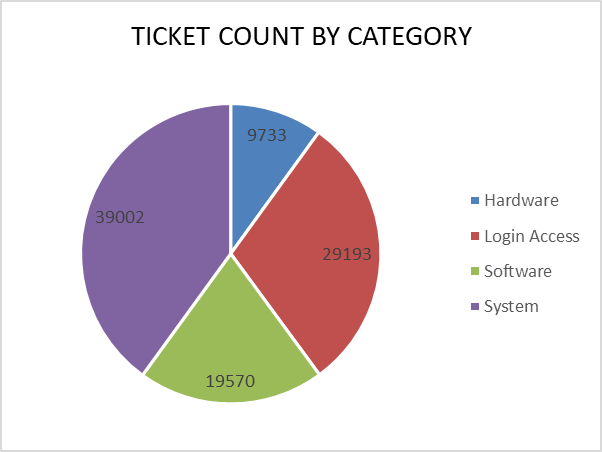 TICKET COUNT BY CATEGORY
9733
39002
29193
19570
Hardware
Login Access
Software
System